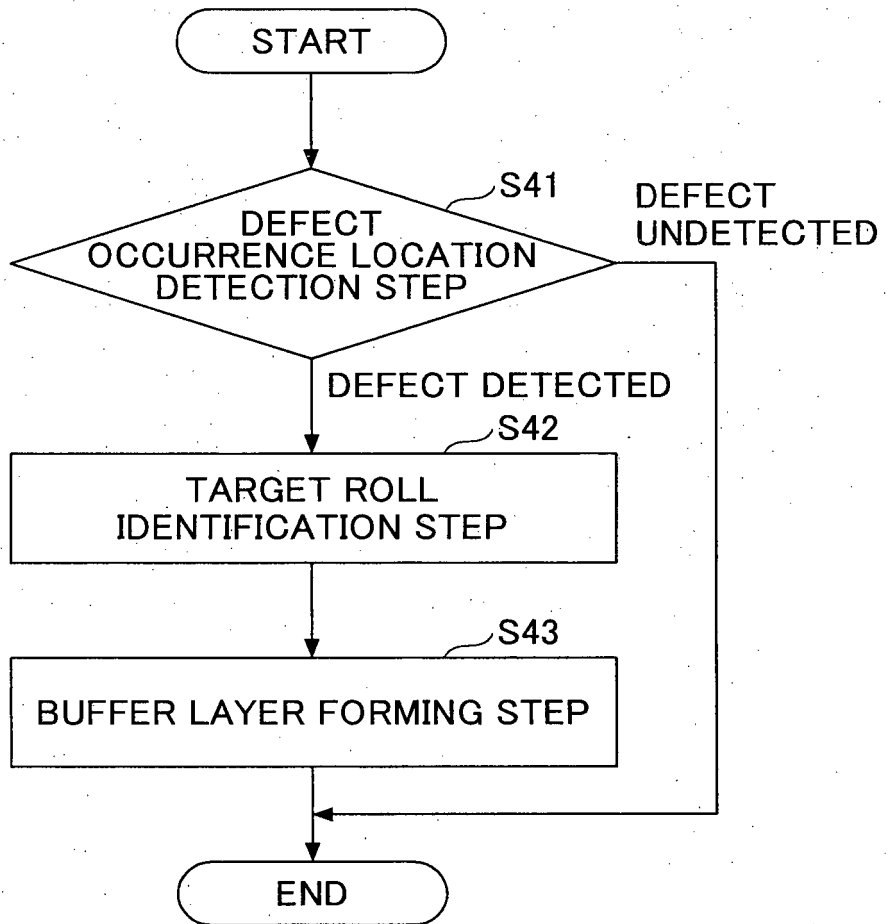 START
S41
DEFECT
OCCURRENCE LOCATION
DETECTION STEP
DEFECT
UNDETECTED
DEFECT DETECTED
S42
TARGET ROLL
IDENTIFICATION STEP
S43
BUFFER LAYER FORMING STEP
END